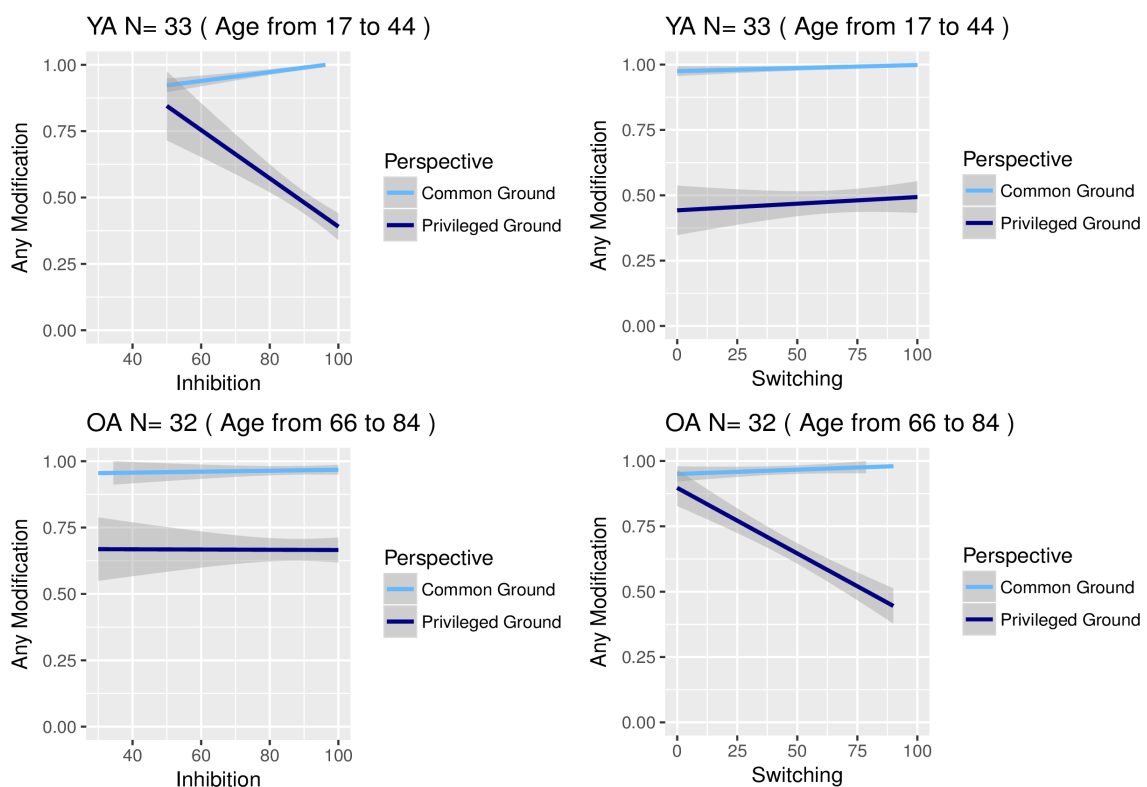 YA N= 33 ( Age from 17 to 44 )
1.00
0.75
0.50
0.25
0.00
Any Modification
40 60 80 100
Inhibition
Perspective
Common Ground
Privileged Ground
YA N= 33 ( Age from 17 to 44 )
1.00
0.75
0.50
0.25
0.00
Any Modification
0 25 50 75 100
Switching
Perspective
Common Ground
Privileged Ground
OA N= 32 ( Age from 66 to 84 )
1.00
0.75
0.50
0.25
0.00
Any Modification
40 60 80 100
Inhibition
Perspective
Common Ground
Privileged Ground
OA N= 32 ( Age from 66 to 84 )
1.00
0.75
0.50
0.25
0.00
Any Modification
0 25 50 75 100
Switching
Perspective
Common Ground
Privileged Ground